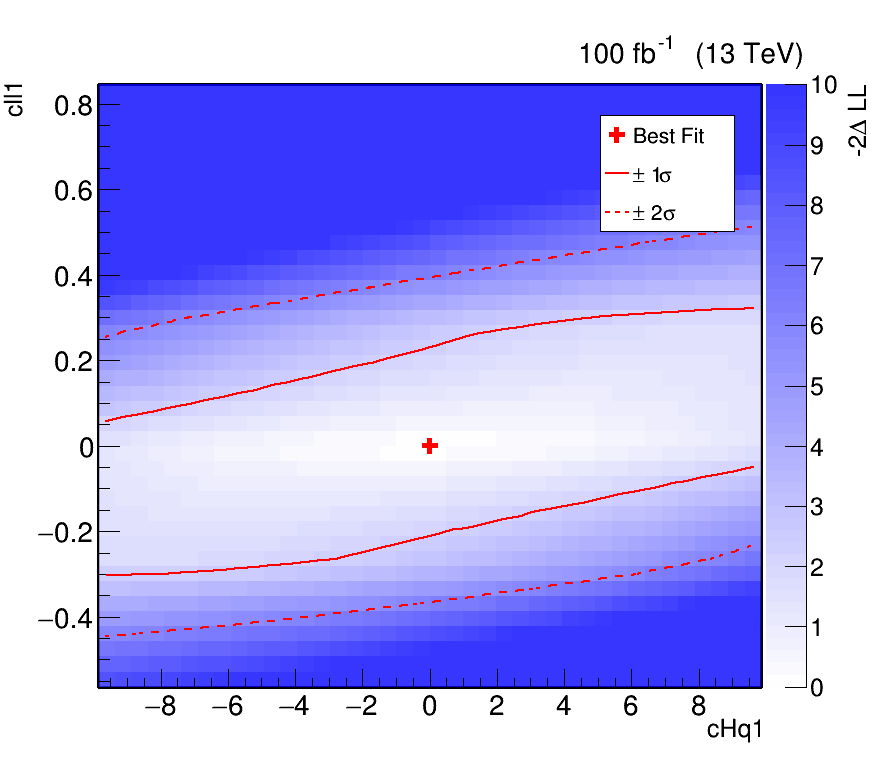 100 fb⁻¹ (13 TeV)
cll1
0.8
0.6
0.4
0.2
0
−0.2
−0.4
Best Fit
± 1σ
± 2σ
10
9
8
7
6
5
4
3
2
1
0
-2Δ LL
−8 −6 −4 −2 0 2 4 6 8
cHq1